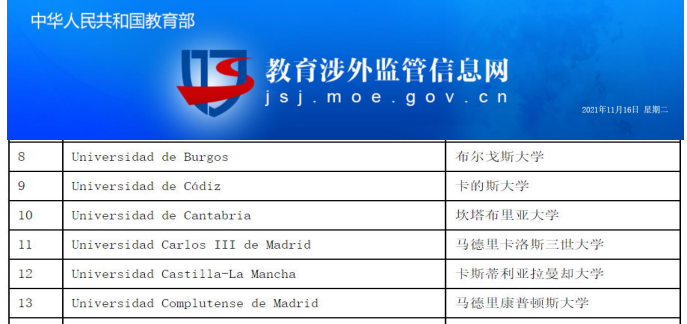 中华人民共和国教育部
教育涉外监管信息网
jsj.moe.gov.cn
2021年11月16日 星期二
8 Universidad de Burgos 布尔戈斯大学
9 Universidad de Códiz 卡的斯大学
10 Universidad de Cantabria 坎塔布里亚大学
11 Universidad Carlos III de Madrid 马德里卡洛斯三世大学
12 Universidad Castilla-La Mancha 卡斯蒂利亚拉曼却大学
13 Universidad Complutense de Madrid 马德里康普顿斯大学